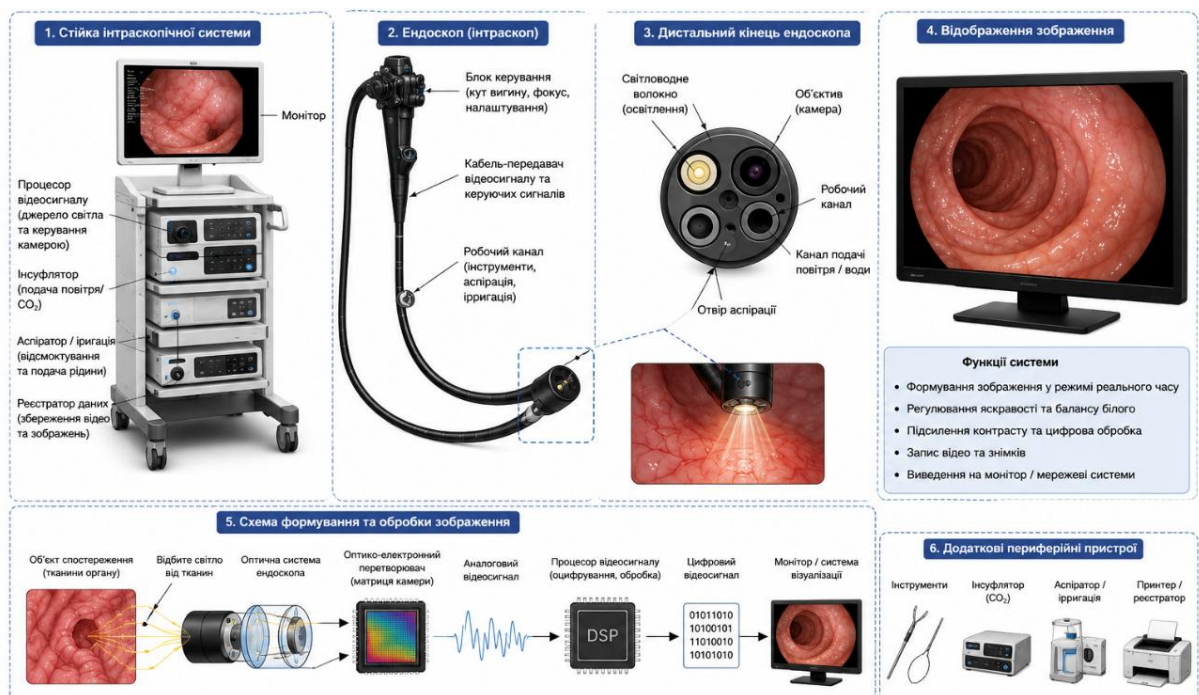 1. Стійка інтраскопічної системи
Монітор
Процесор
відеосигналу
(джерело світла
та керування
камерою)
Інсуфлятор
(подача повітря/
CO₂)
Аспіратор / іригація
(відсмоктування
та подача рідини)
Реєстратор даних
(збереження відео
та зображень)
2. Ендоскоп (інтраскоп)
Блок керування
(кут вигину, фокус,
налаштування)
Кабель-передавач
відеосигналу та
керуючих сигналів
Робочий канал
(інструменти,
аспірація,
ірригація)
3. Дистальний кінець ендоскопа
Світловодне
волокно
(освітлення)
Об'єктив
(камера)
Робочий
канал
Канал подачі
повітря / води
Отвір аспірації
4. Відображення зображення
Функції системи
• Формування зображення у режимі реального часу
• Регулювання яскравості та балансу білого
• Підсилення контрасту та цифрова обробка
• Запис відео та знімків
• Виведення на монітор / мережеві системи
5. Схема формування та обробки зображення
Об'єкт спостереження
(тканини органу)
Відбите світло
від тканин
Оптична система
ендоскопа
Оптико-електронний
перетворювач
(матриця камери)
Аналоговий
відеосигнал
Процесор відеосигналу
(оцифрування, обробка)
DSP
Цифровий
відеосигнал
01011010
10100101
11010010
10101010
Монітор / система
візуалізації
6. Додаткові периферійні пристрої
Інструменти
Інсуфлятор
(CO₂)
Аспіратор /
ірригація
Принтер /
реєстратор